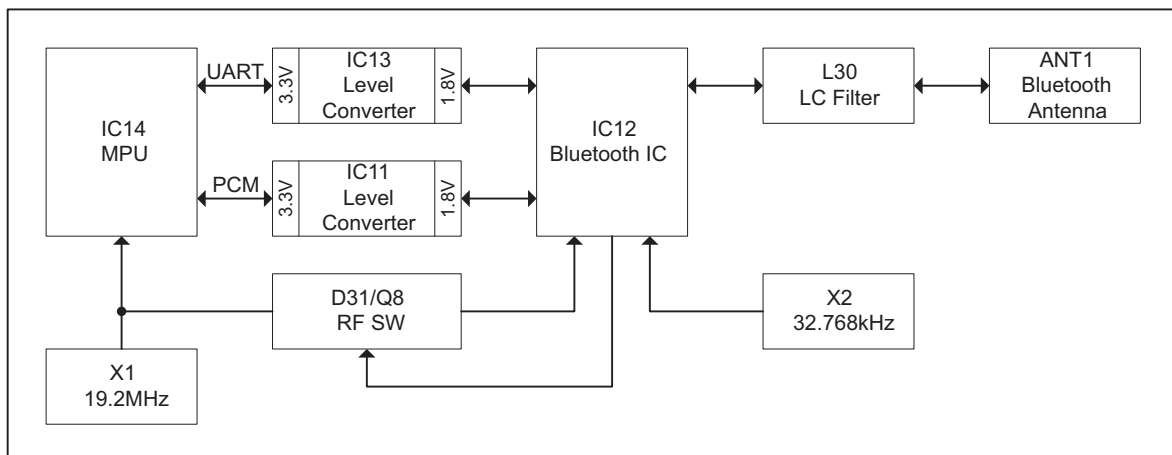 IC14
MPU
UART
3.3V
IC13
Level
Converter
1.8V
PCM
3.3V
IC11
Level
Converter
1.8V
IC12
Bluetooth IC
L30
LC Filter
ANT1
Bluetooth
Antenna
D31/Q8
RF SW
X2
32.768kHz
X1
19.2MHz